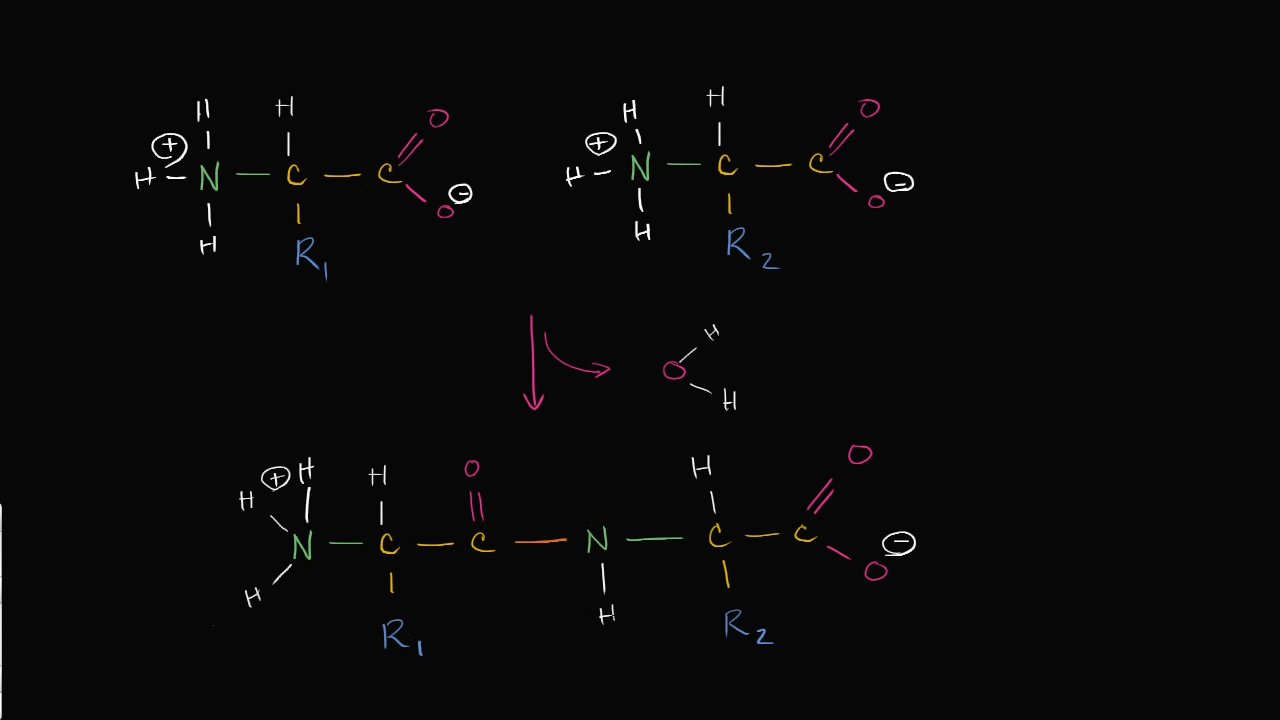 H H H H O O
⊕ ⊕
H N C C H N C C
O ⊖ O ⊖
H R1 H R2
H
O
H
H ⊕ H H O H O
N C C N C C ⊖
H H O
R1 R2